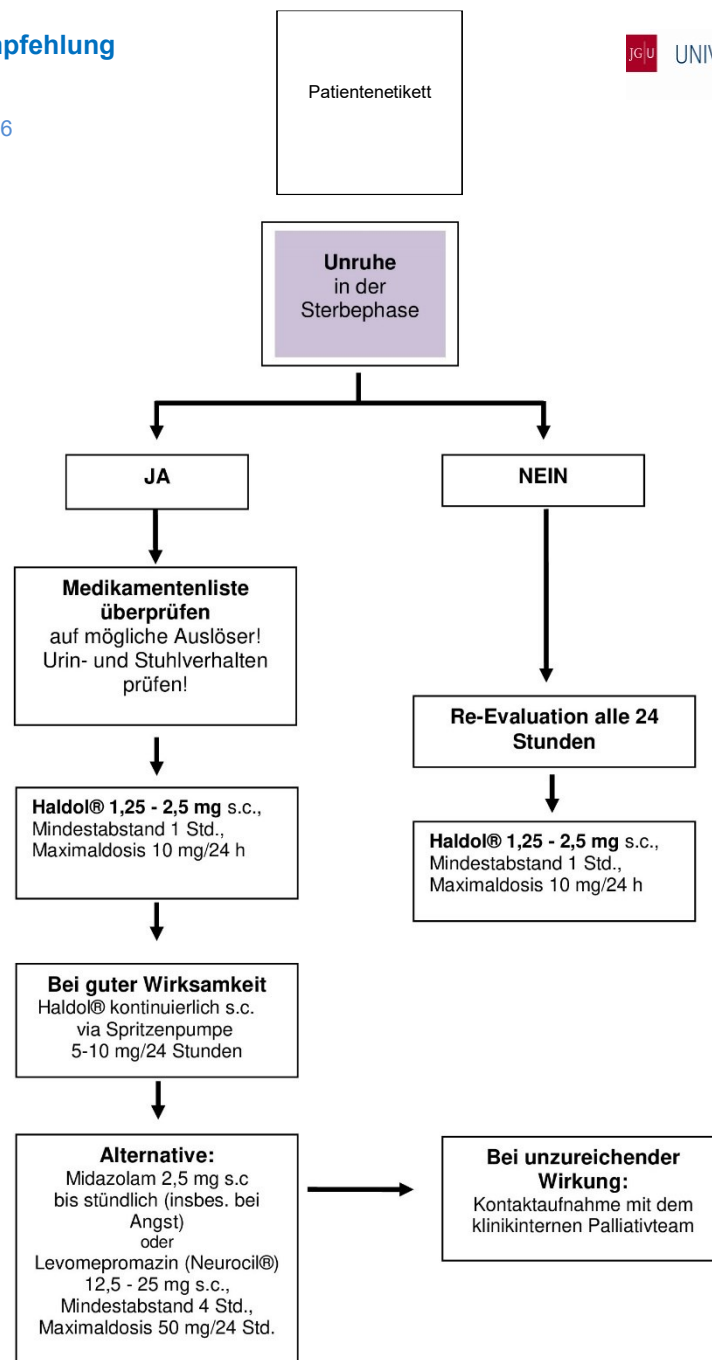 npfehlung
Patientenetikett
JG|U UNIV
6
Unruhe
in der
Sterbephase
JA
NEIN
Medikamentenliste
überprüfen
auf mögliche Auslöser!
Urin- und Stuhlverhalten
prüfen!
Re-Evaluation alle 24
Stunden
Haldol® 1,25 - 2,5 mg s.c.,
Mindestabstand 1 Std.,
Maximaldosis 10 mg/24 h
Haldol® 1,25 - 2,5 mg s.c.,
Mindestabstand 1 Std.,
Maximaldosis 10 mg/24 h
Bei guter Wirksamkeit
Haldol® kontinuierlich s.c.
via Spritzenpumpe
5-10 mg/24 Stunden
Alternative:
Midazolam 2,5 mg s.c
bis stündlich (insbes. bei
Angst)
oder
Levomepromazin (Neurocil®)
12,5 - 25 mg s.c.,
Mindestabstand 4 Std.,
Maximaldosis 50 mg/24 Std.
Bei unzureichender
Wirkung:
Kontaktaufnahme mit dem
klinikinternen Palliativteam